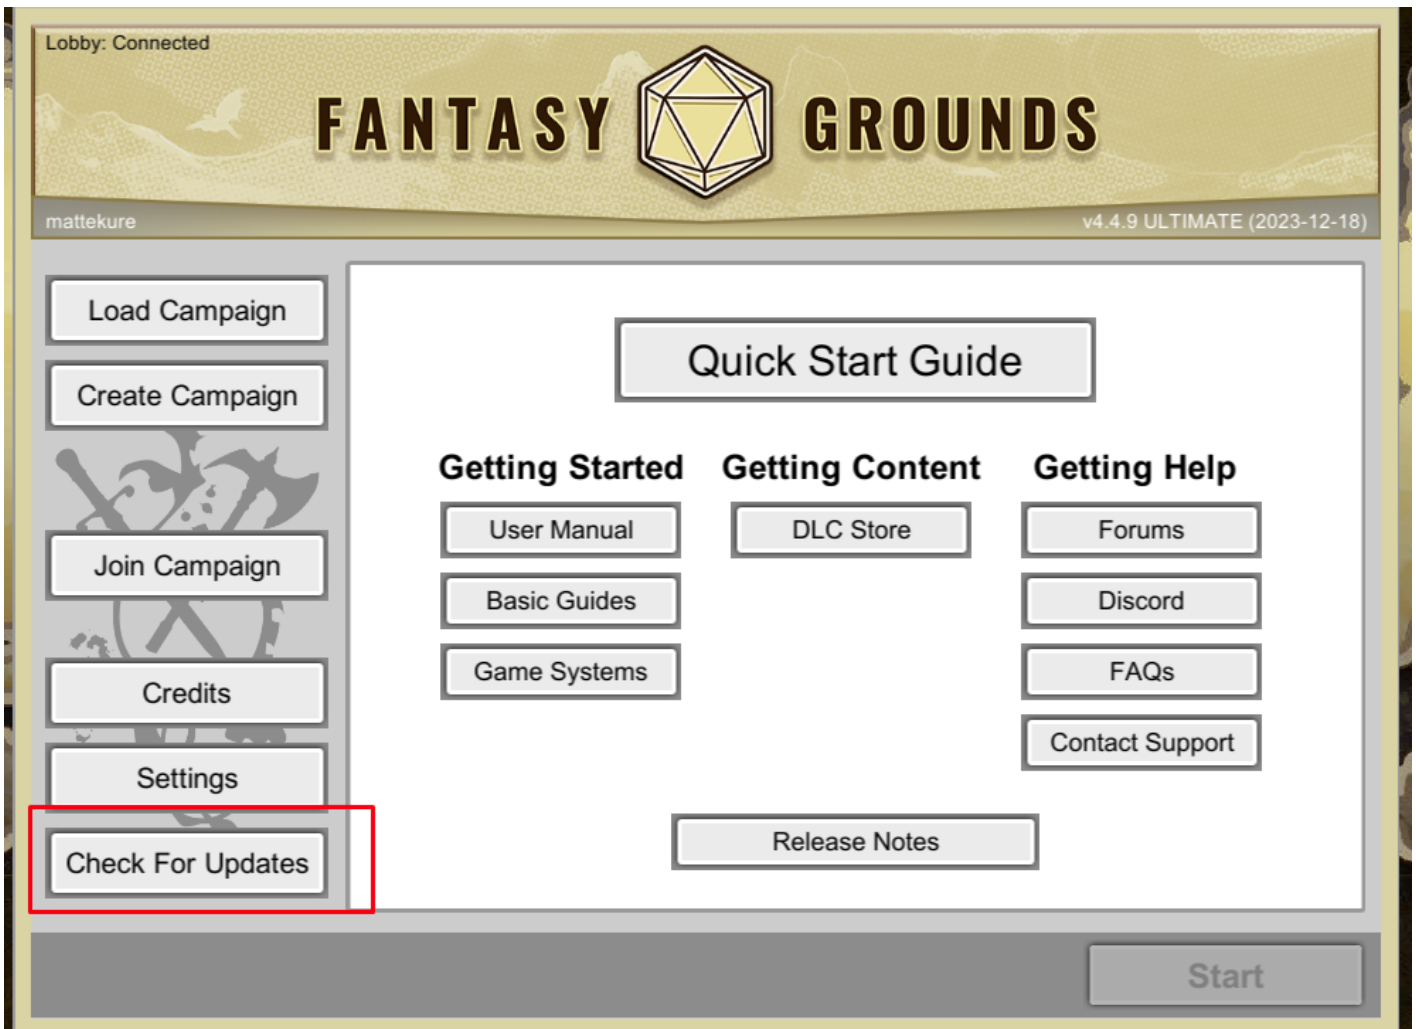 Lobby: Connected
FANTASY GROUNDS
mattekure
v4.4.9 ULTIMATE (2023-12-18)
Load Campaign
Create Campaign
Join Campaign
Credits
Settings
Check For Updates
Quick Start Guide
Getting Started
User Manual
Basic Guides
Game Systems
Getting Content
DLC Store
Getting Help
Forums
Discord
FAQs
Contact Support
Release Notes
Start